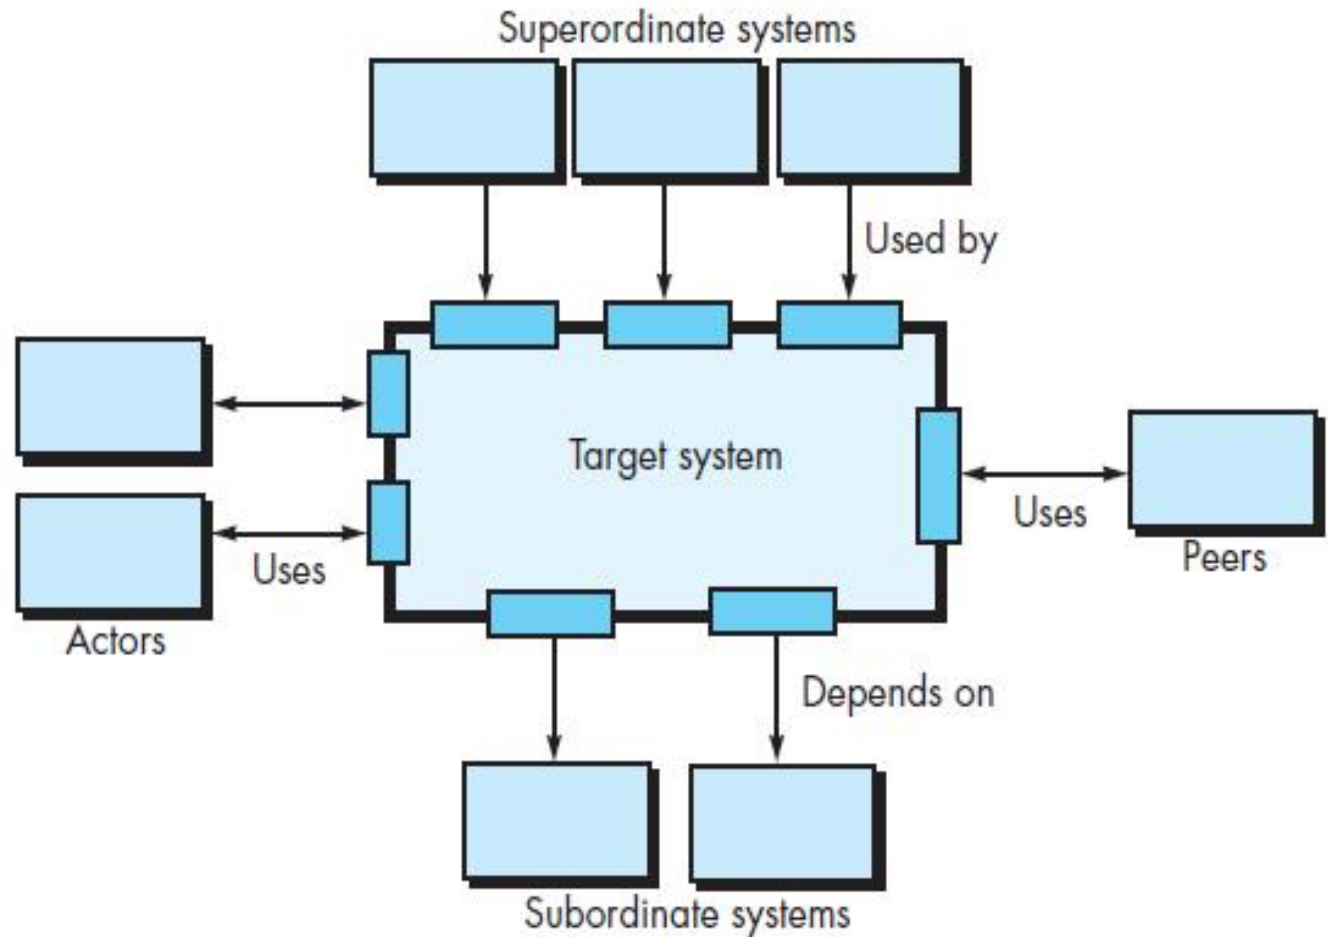 Superordinate systems
Used by
Target system
Uses
Peers
Uses
Actors
Depends on
Subordinate systems